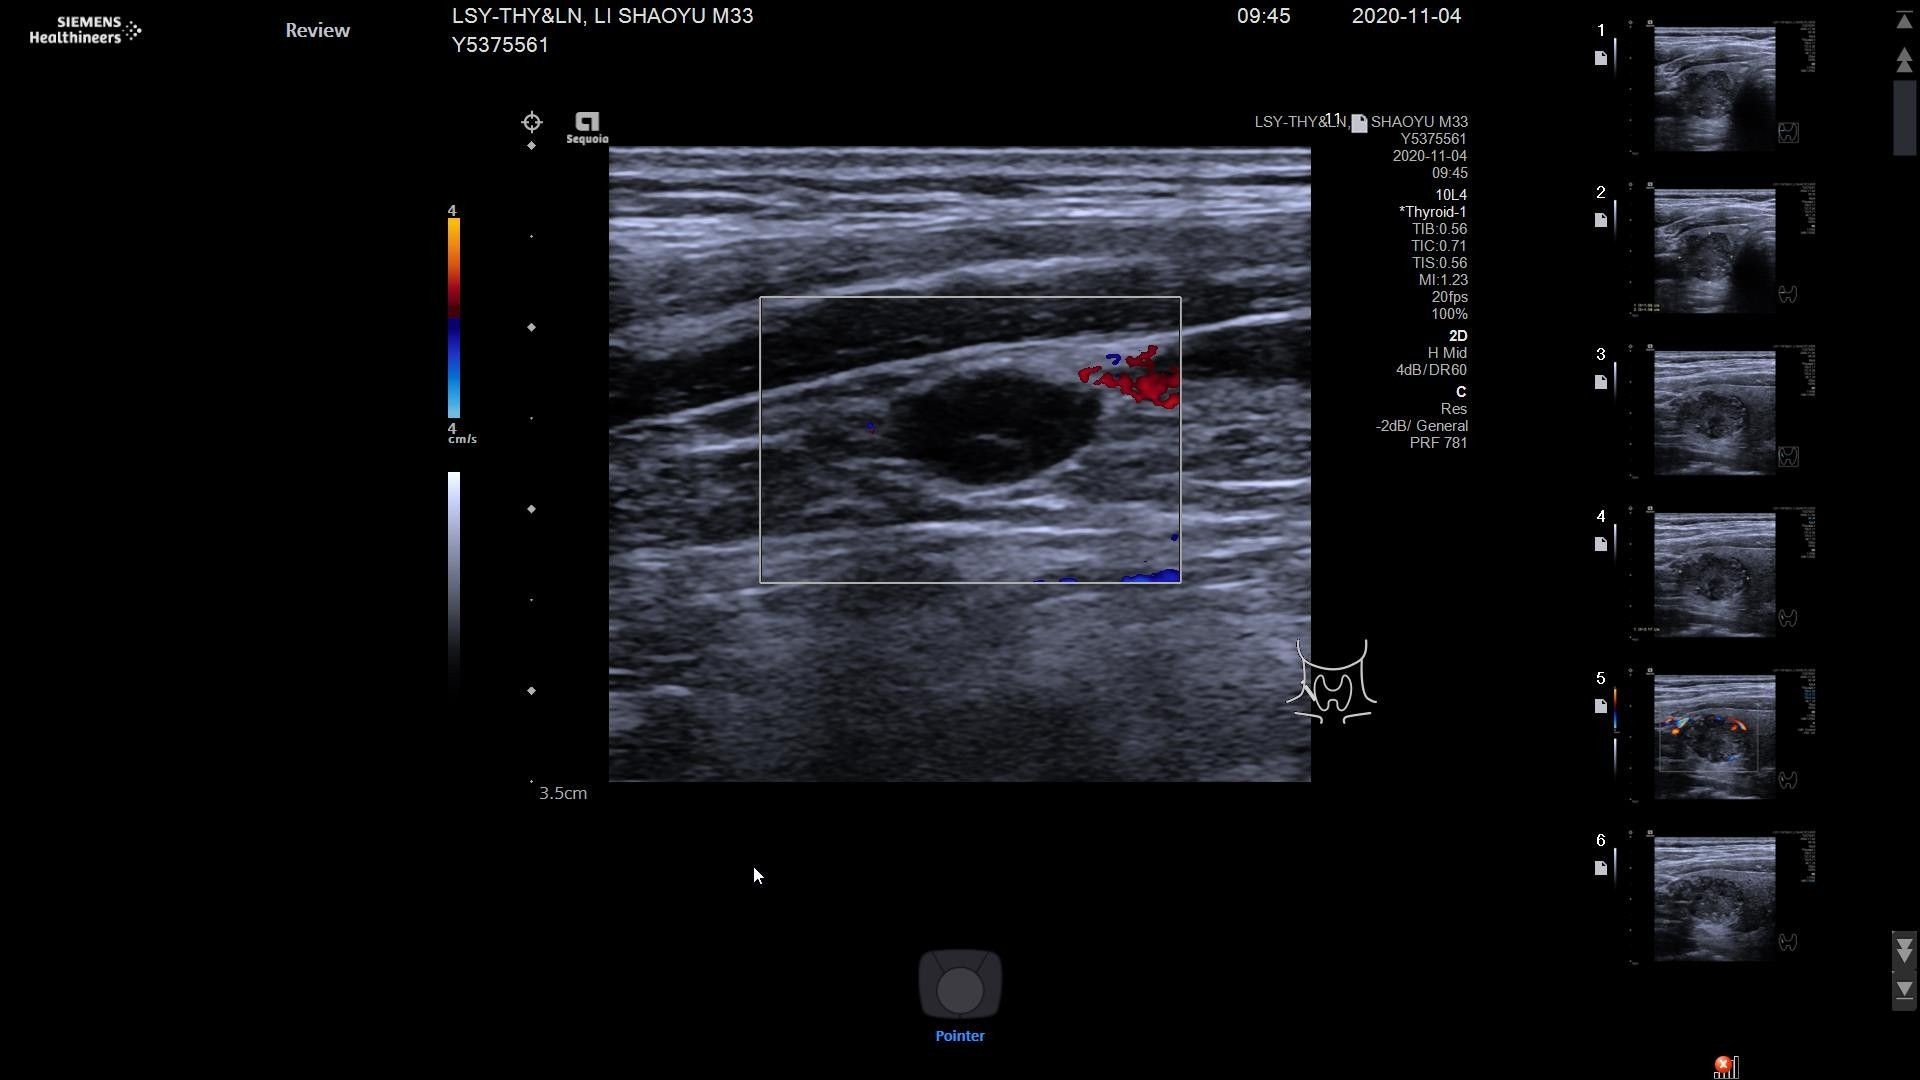 SIEMENS
Healthineers
Review
LSY-THY&LN, LI SHAOYU M33
Y5375561
09:45
2020-11-04
Sequoia
4
4
cm/s
3.5cm
11
LSY-THY&LN, SHAOYU M33
Y5375561
2020-11-04
09:45
10L4
*Thyroid-1
TIB:0.56
TIC:0.71
TIS:0.56
MI:1.23
20fps
100%
2D
H Mid
4dB/DR60
C
Res
-2dB/ General
PRF 781
Pointer
1
2
3
4
5
6